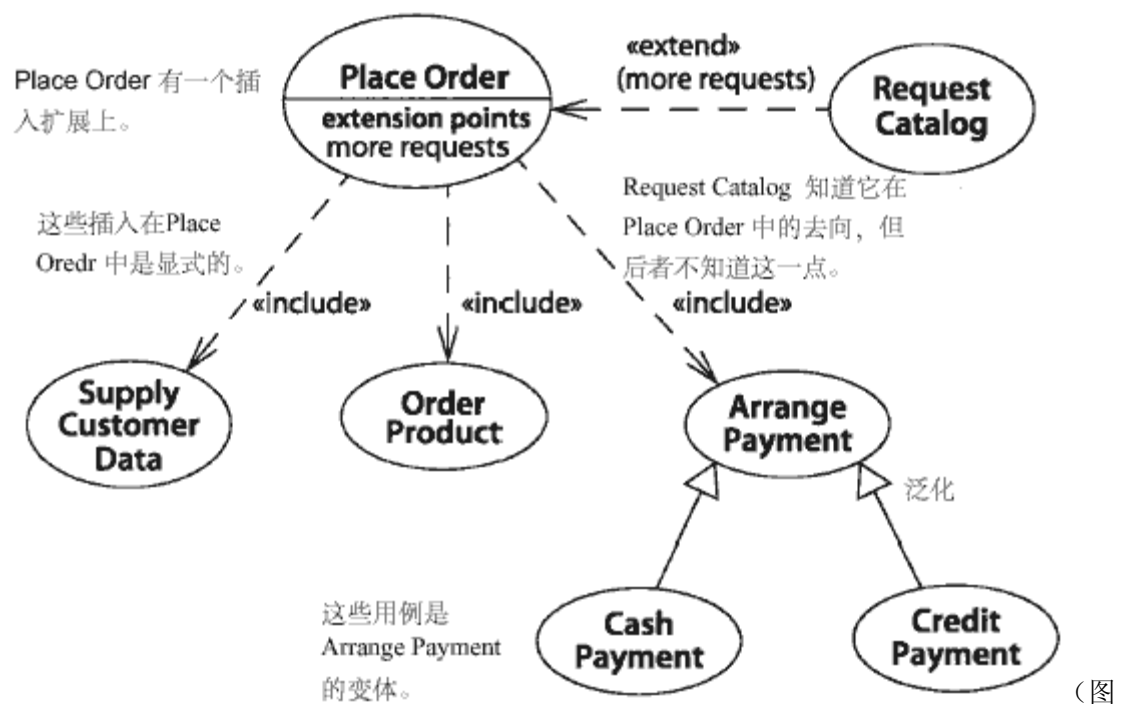 «extend»
(more requests)
Place Order
extension points
more requests
Request
Catalog
Place Order 有一个插
入扩展上。
Request Catalog 知道它在
Place Order 中的去向，但
后者不知道这一点。
这些插入在Place
Oredr 中是显式的。
«include»
«include»
«include»
Supply
Customer
Data
Order
Product
Arrange
Payment
泛化
这些用例是
Arrange Payment
的变体。
Cash
Payment
Credit
Payment
（图